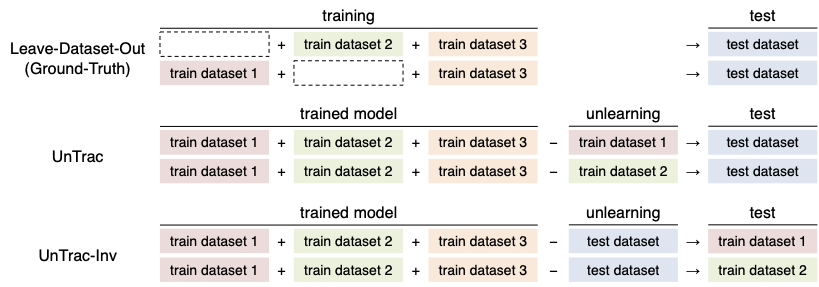 training test
Leave-Dataset-Out
(Ground-Truth)
+ train dataset 2 + train dataset 3 → test dataset
train dataset 1 + + train dataset 3 → test dataset
trained model unlearning test
UnTrac
train dataset 1 + train dataset 2 + train dataset 3 − train dataset 1 → test dataset
train dataset 1 + train dataset 2 + train dataset 3 − train dataset 2 → test dataset
trained model unlearning test
UnTrac-Inv
train dataset 1 + train dataset 2 + train dataset 3 − test dataset → train dataset 1
train dataset 1 + train dataset 2 + train dataset 3 − test dataset → train dataset 2